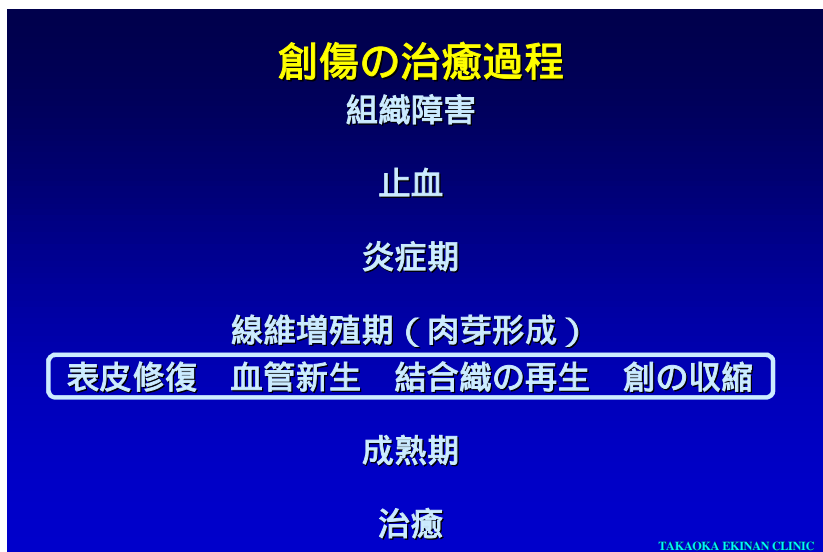 創傷の治癒過程
組織障害
止血
炎症期
線維増殖期（肉芽形成）
表皮修復　血管新生　結合織の再生　創の収縮
成熟期
治癒
TAKAOKA EKINAN CLINIC